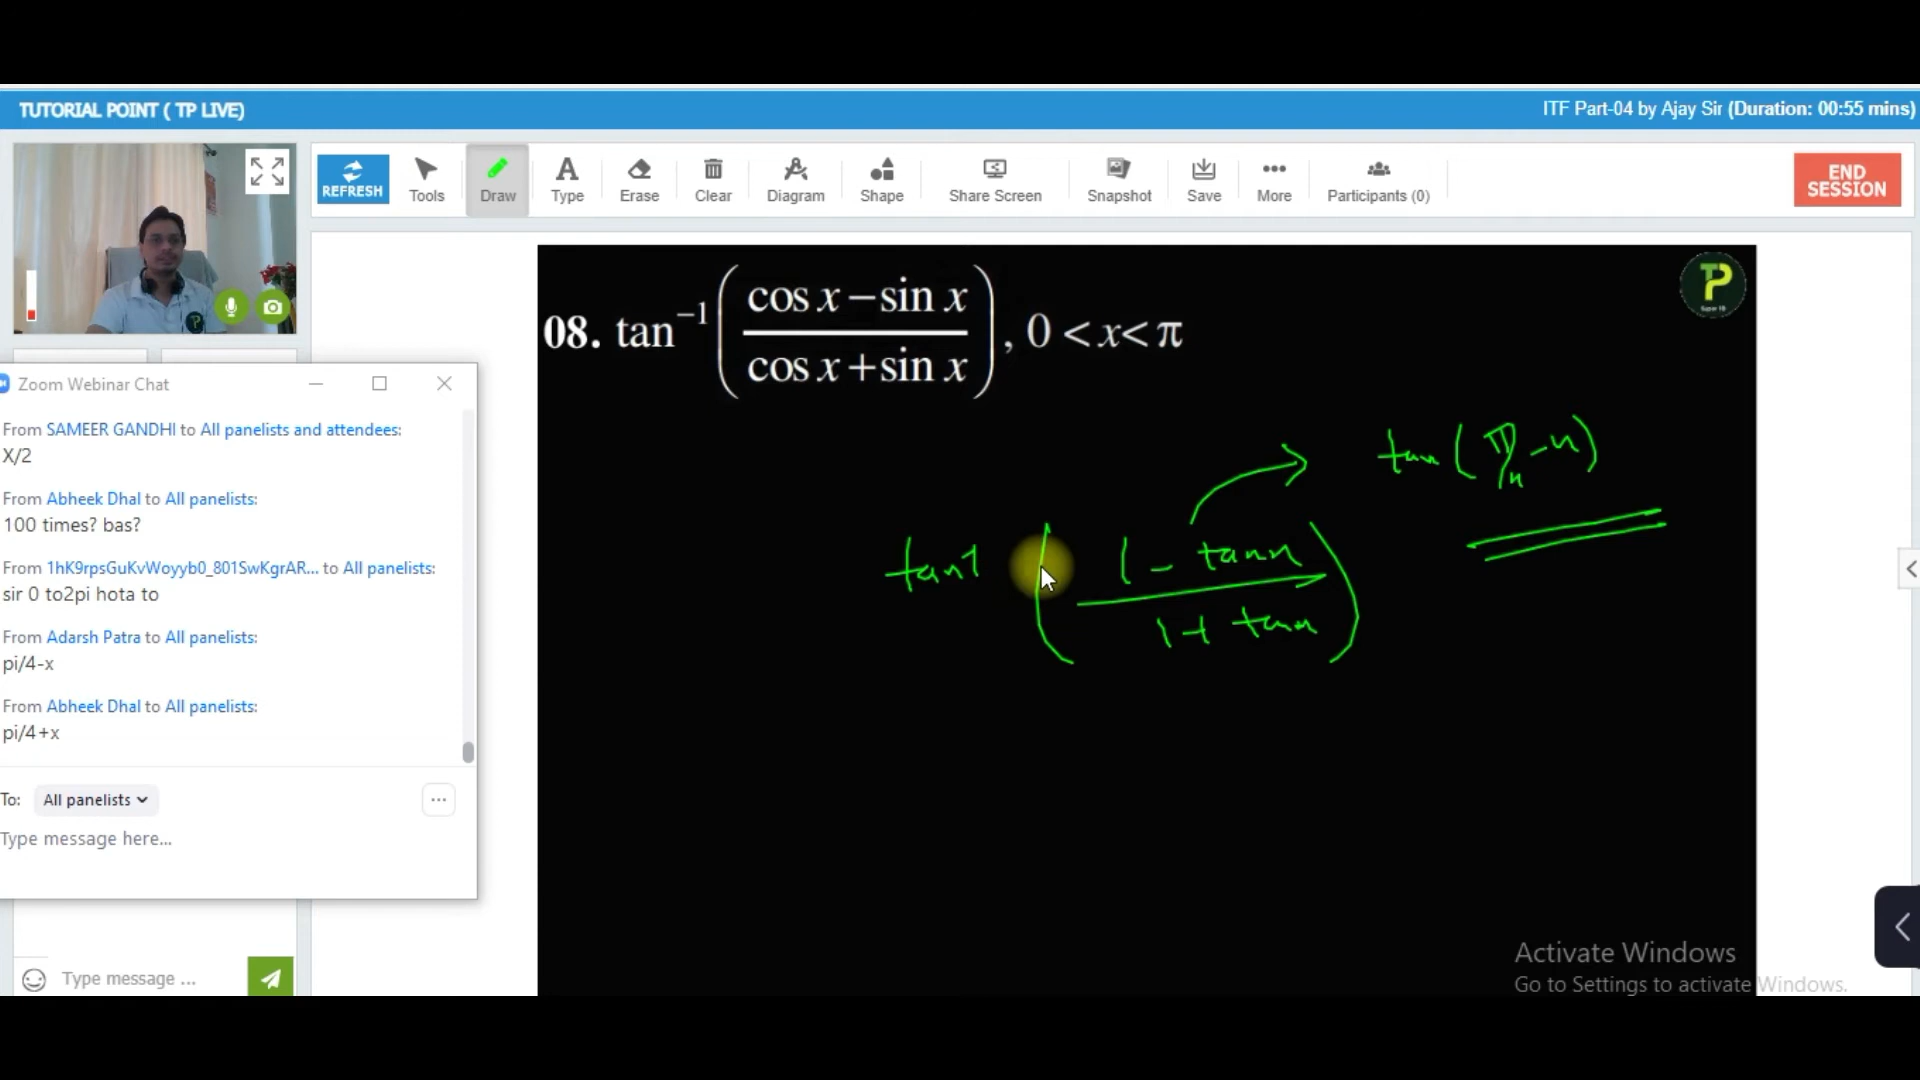 TUTORIAL POINT ( TP LIVE)
ITF Part-04 by Ajay Sir (Duration: 00:55 mins)
REFRESH
Tools
Draw
Type
Erase
Clear
Diagram
Shape
Share Screen
Snapshot
Save
More
Participants (0)
END SESSION
08. tan⁻¹((cos x − sin x)/(cos x + sin x)), 0 < x < π
TP
Zoom Webinar Chat
From SAMEER GANDHI to All panelists and attendees:
X/2
From Abheek Dhal to All panelists:
100 times? bas?
From 1hK9rpsGuKvWoyyb0_801SwKgrAR... to All panelists:
sir 0 to2pi hota to
From Adarsh Patra to All panelists:
pi/4-x
From Abheek Dhal to All panelists:
pi/4+x
To: All panelists
Type message here...
Type message ...
1 - tanx
1 + tanx
Activate Windows
Go to Settings to activate Windows.